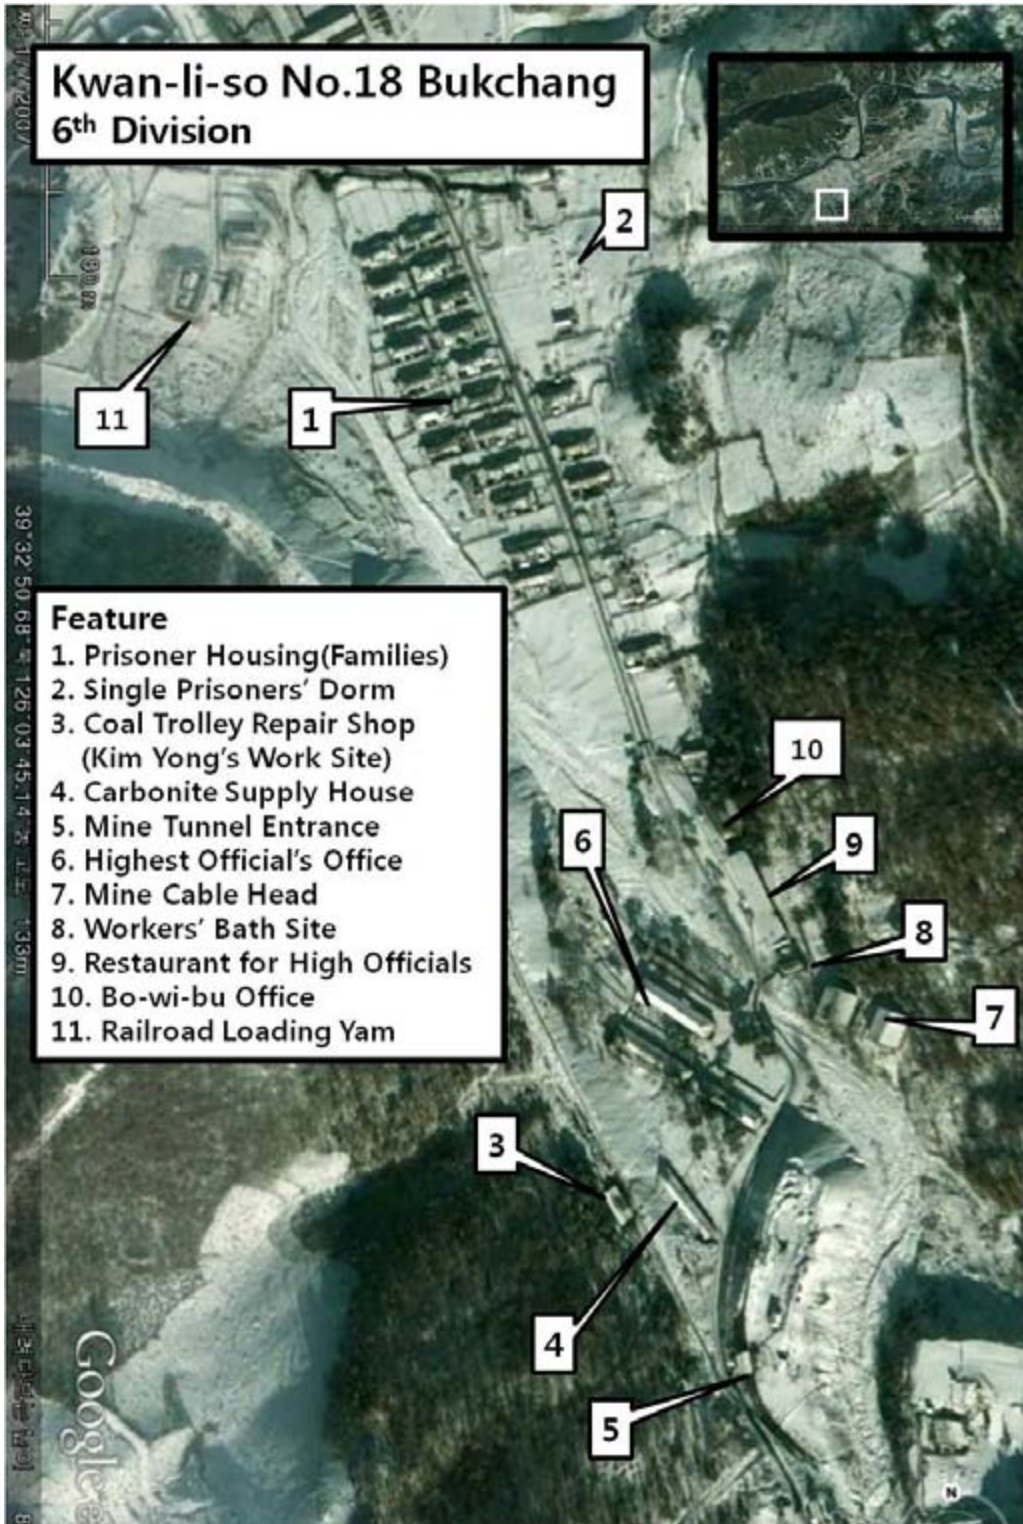 Kwan-li-so No.18 Bukchang
6th Division
2
11
1
Feature
1. Prisoner Housing(Families)
2. Single Prisoners’ Dorm
3. Coal Trolley Repair Shop
(Kim Yong’s Work Site)
4. Carbonite Supply House
5. Mine Tunnel Entrance
6. Highest Official’s Office
7. Mine Cable Head
8. Workers’ Bath Site
9. Restaurant for High Officials
10. Bo-wi-bu Office
11. Railroad Loading Yam
10
6
9
8
7
3
4
5
Google
N